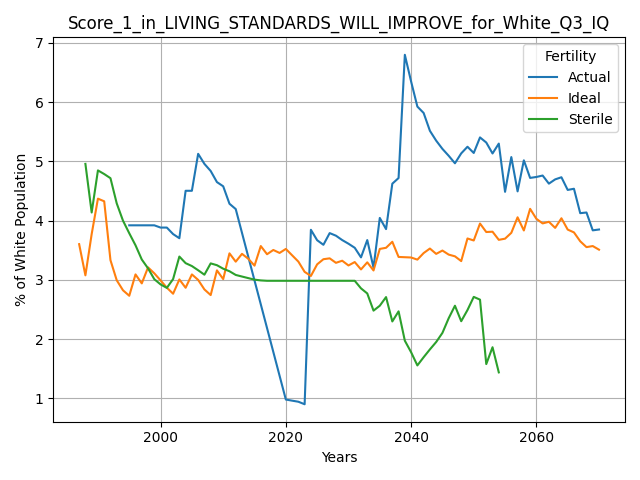 Score_1_in_LIVING_STANDARDS_WILL_IMPROVE_for_White_Q3_IQ
7
6
5
4
3
2
1
% of White Population
Fertility
Actual
Ideal
Sterile
2000
2020
2040
2060
Years